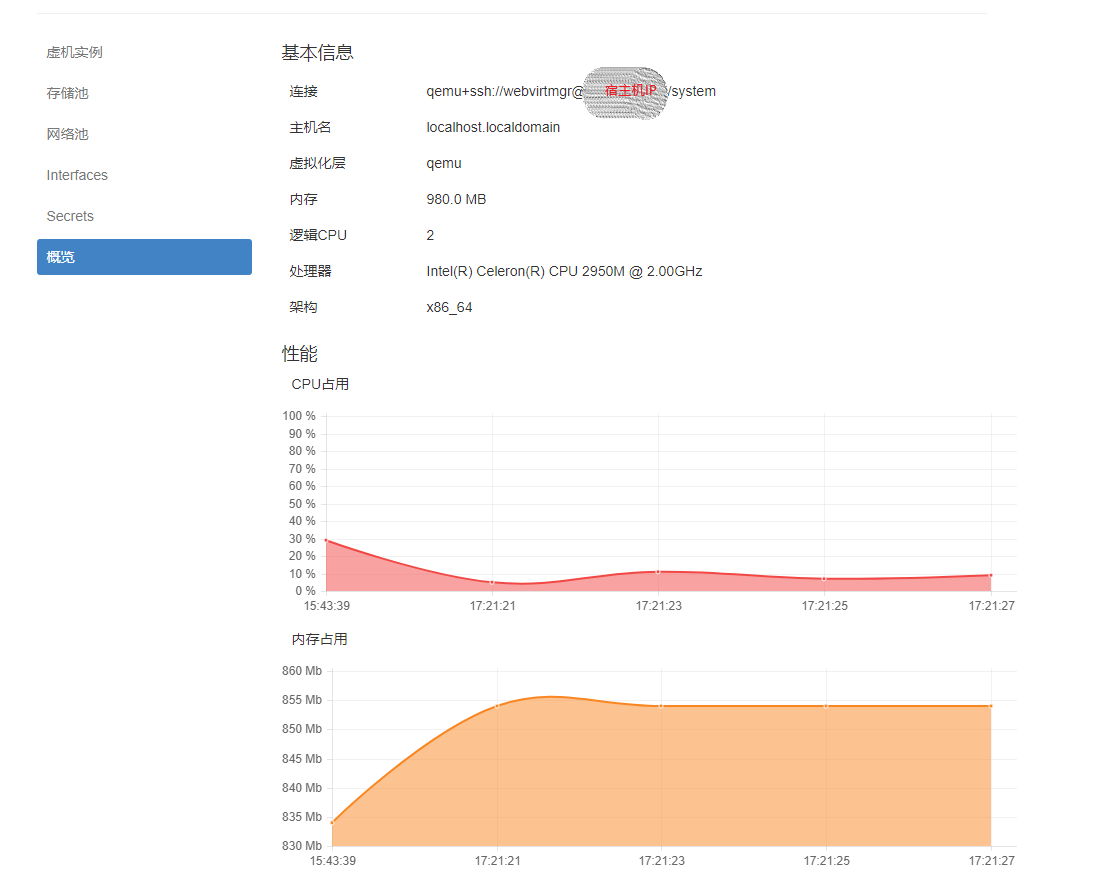 虚机实例
存储池
网络池
Interfaces
Secrets
概览
基本信息
连接 qemu+ssh://webvirtmgr@宿主机IP/system
主机名 localhost.localdomain
虚拟化层 qemu
内存 980.0 MB
逻辑CPU 2
处理器 Intel(R) Celeron(R) CPU 2950M @ 2.00GHz
架构 x86_64
性能
CPU占用
100 %
90 %
80 %
70 %
60 %
50 %
40 %
30 %
20 %
10 %
0 %
15:43:39 17:21:21 17:21:23 17:21:25 17:21:27
内存占用
860 Mb
855 Mb
850 Mb
845 Mb
840 Mb
835 Mb
830 Mb
15:43:39 17:21:21 17:21:23 17:21:25 17:21:27